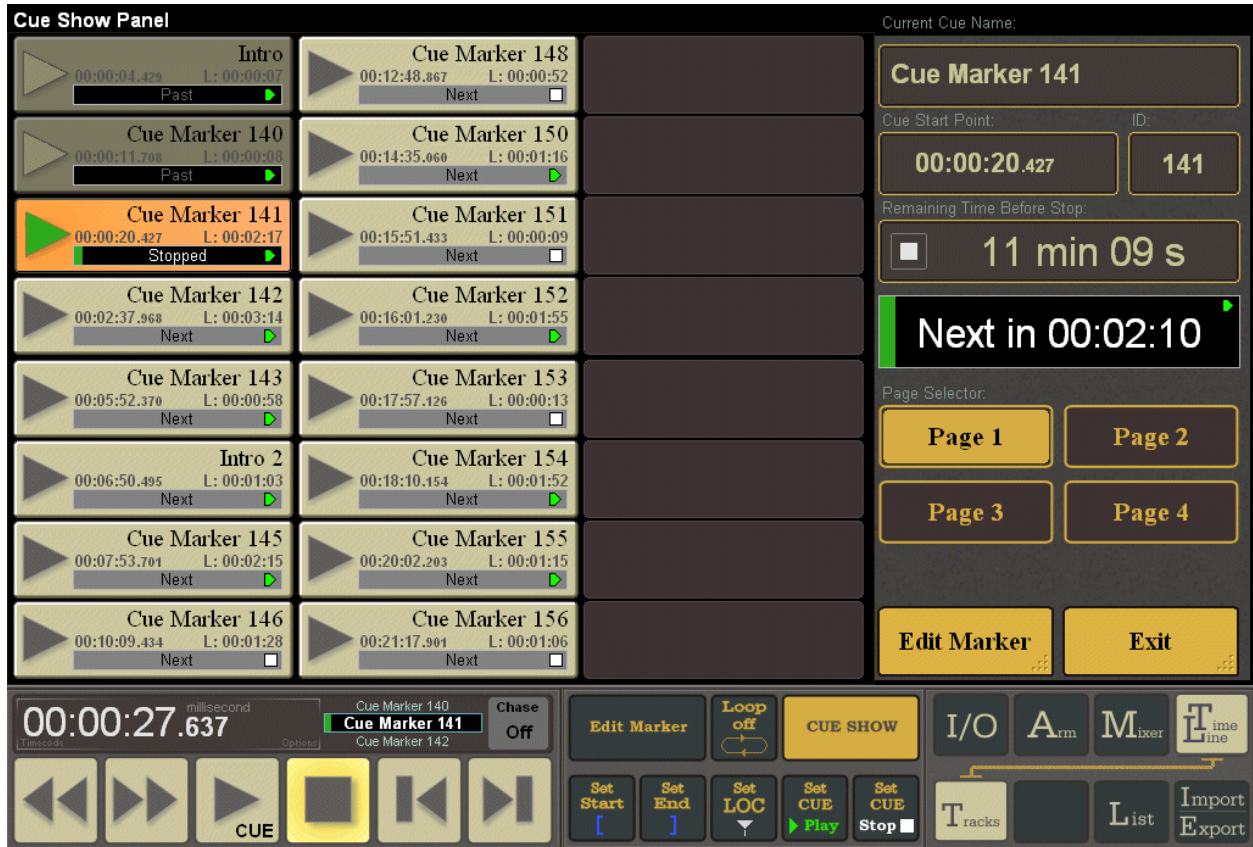 Cue Show Panel
Intro
00:00:04.429 L: 00:00:07
Past
Cue Marker 140
00:00:11.708 L: 00:00:08
Past
Cue Marker 141
00:00:20.427 L: 00:02:17
Stopped
Cue Marker 142
00:02:37.968 L: 00:03:14
Next
Cue Marker 143
00:05:52.370 L: 00:00:58
Next
Intro 2
00:06:50.495 L: 00:01:03
Next
Cue Marker 145
00:07:53.701 L: 00:02:15
Next
Cue Marker 146
00:10:09.434 L: 00:01:28
Next
Cue Marker 148
00:12:48.867 L: 00:00:52
Next
Cue Marker 150
00:14:35.060 L: 00:01:16
Next
Cue Marker 151
00:15:51.433 L: 00:00:09
Next
Cue Marker 152
00:16:01.230 L: 00:01:55
Next
Cue Marker 153
00:17:57.126 L: 00:00:13
Next
Cue Marker 154
00:18:10.154 L: 00:01:52
Next
Cue Marker 155
00:20:02.203 L: 00:01:15
Next
Cue Marker 156
00:21:17.901 L: 00:01:06
Next
Current Cue Name:
Cue Marker 141
Cue Start Point: ID:
00:00:20.427 141
Remaining Time Before Stop:
11 min 09 s
Next in 00:02:10
Page Selector:
Page 1 Page 2
Page 3 Page 4
Edit Marker Exit
00:00:27.637
millisecond
Timecode
Options
Cue Marker 140
Cue Marker 141
Cue Marker 142
Chase
Off
CUE
Edit Marker
Loop
off
CUE SHOW
Set
Start
[
Set
End
]
Set
LOC
Set
CUE
Play
Set
CUE
Stop
I/O
Arm
Mixer
Time
Line
Tracks
List
Import
Export